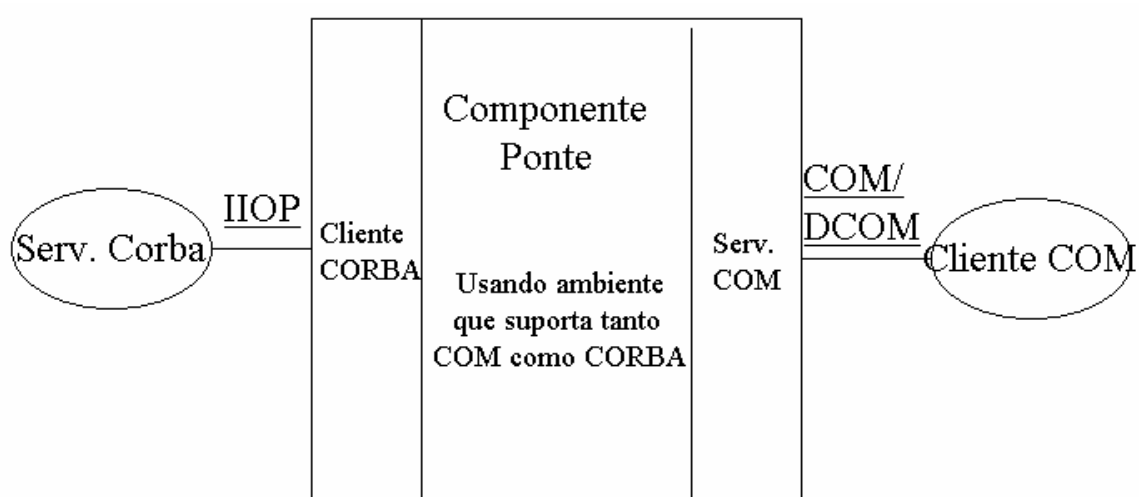 Serv. Corba
IIOP
Cliente
CORBA
Componente
Ponte
Usando ambiente
que suporta tanto
COM como CORBA
Serv.
COM
COM/
DCOM
Cliente COM